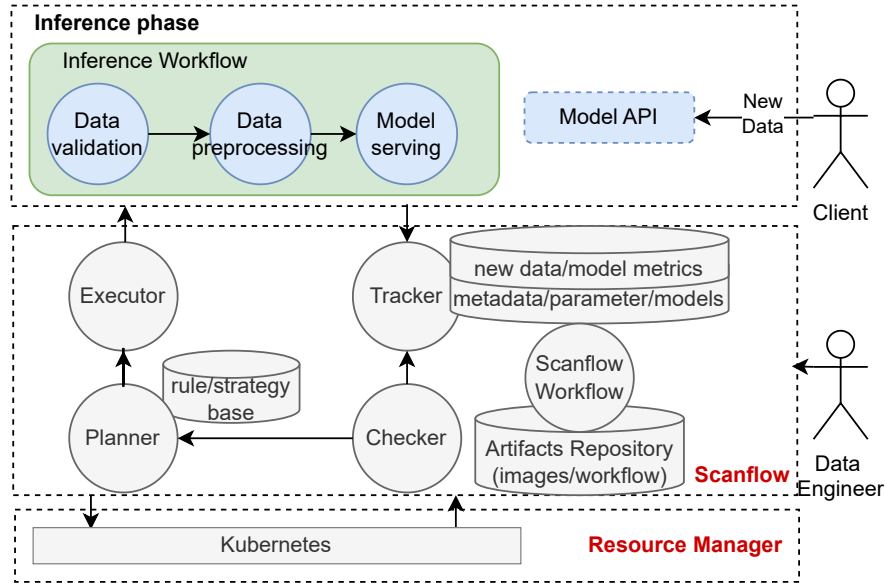 Inference phase
Inference Workflow
Data
validation
Data
preprocessing
Model
serving
Model API
New
Data
Client
Executor
Tracker
new data/model metrics
metadata/parameter/models
rule/strategy
base
Scanflow
Workflow
Planner
Checker
Artifacts Repository
(images/workflow)
Scanflow
Data
Engineer
Kubernetes
Resource Manager